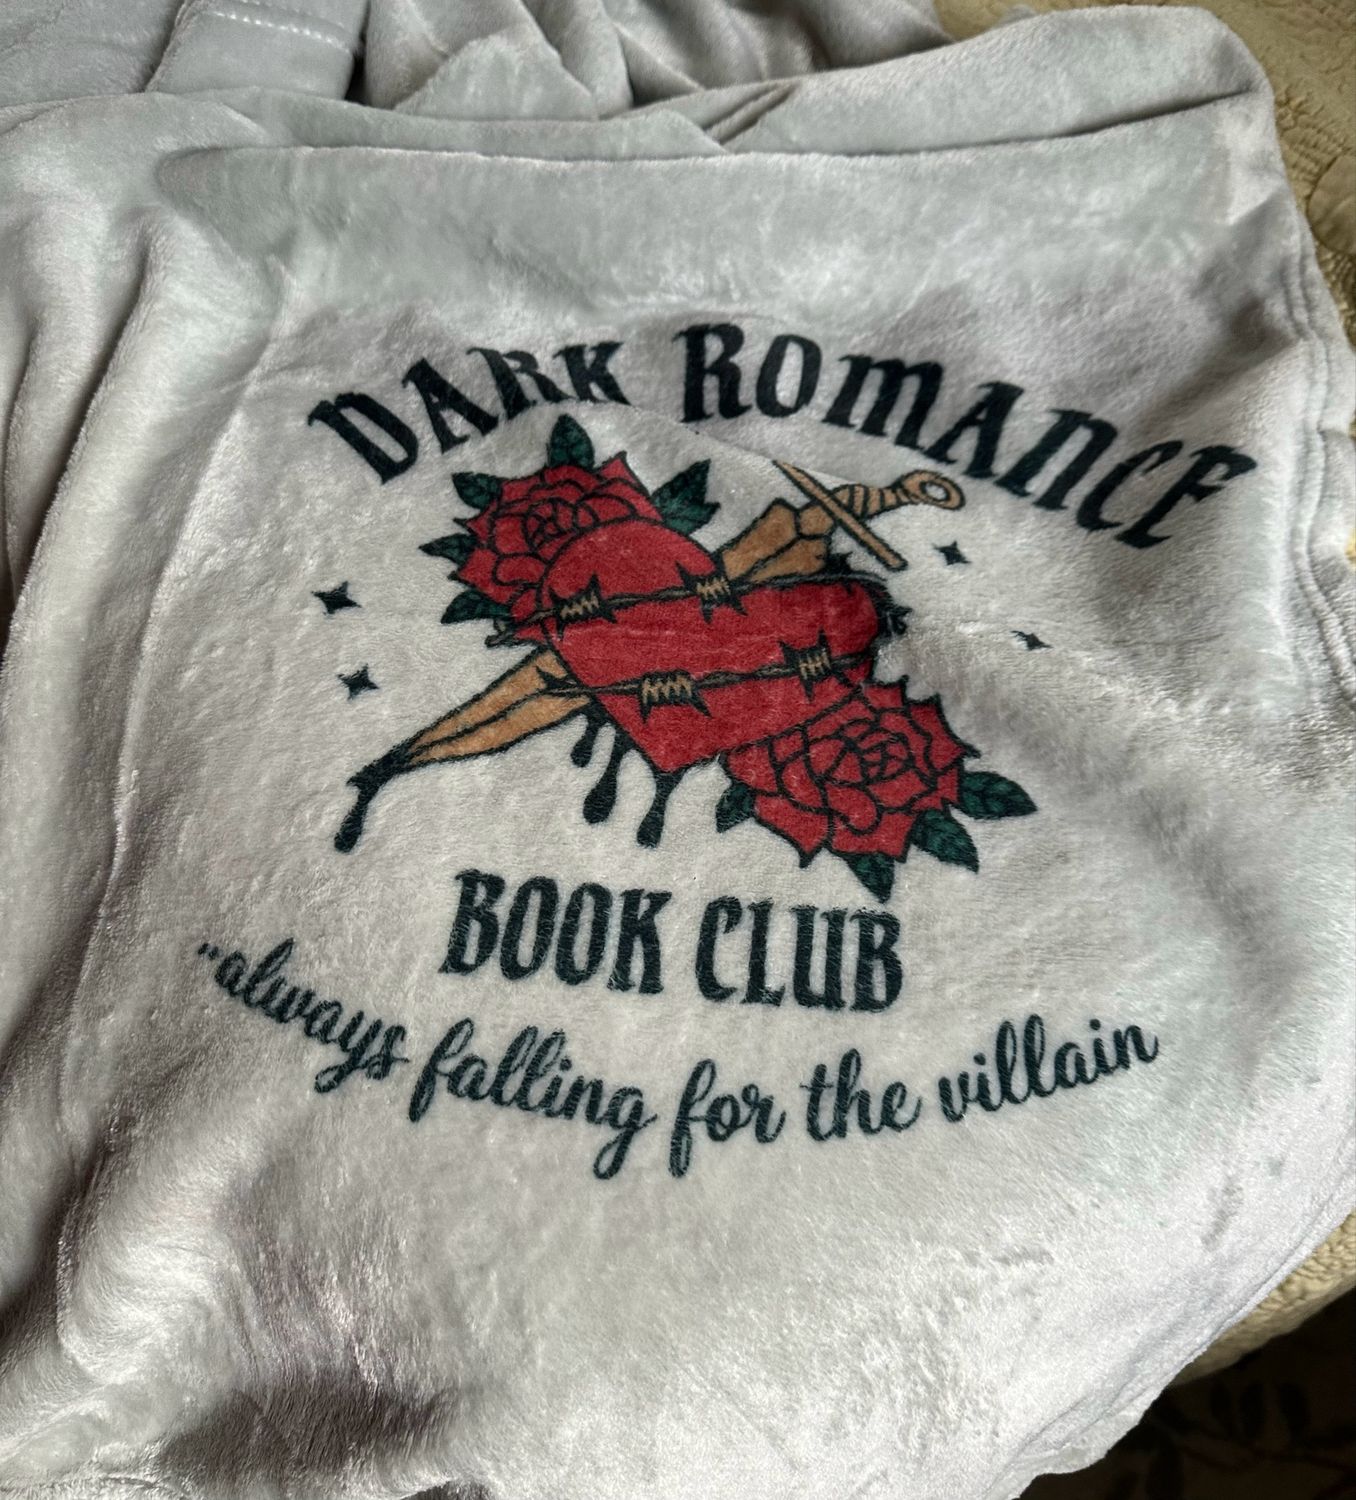 DARK ROMANCE
BOOK CLUB
"always falling for the villain